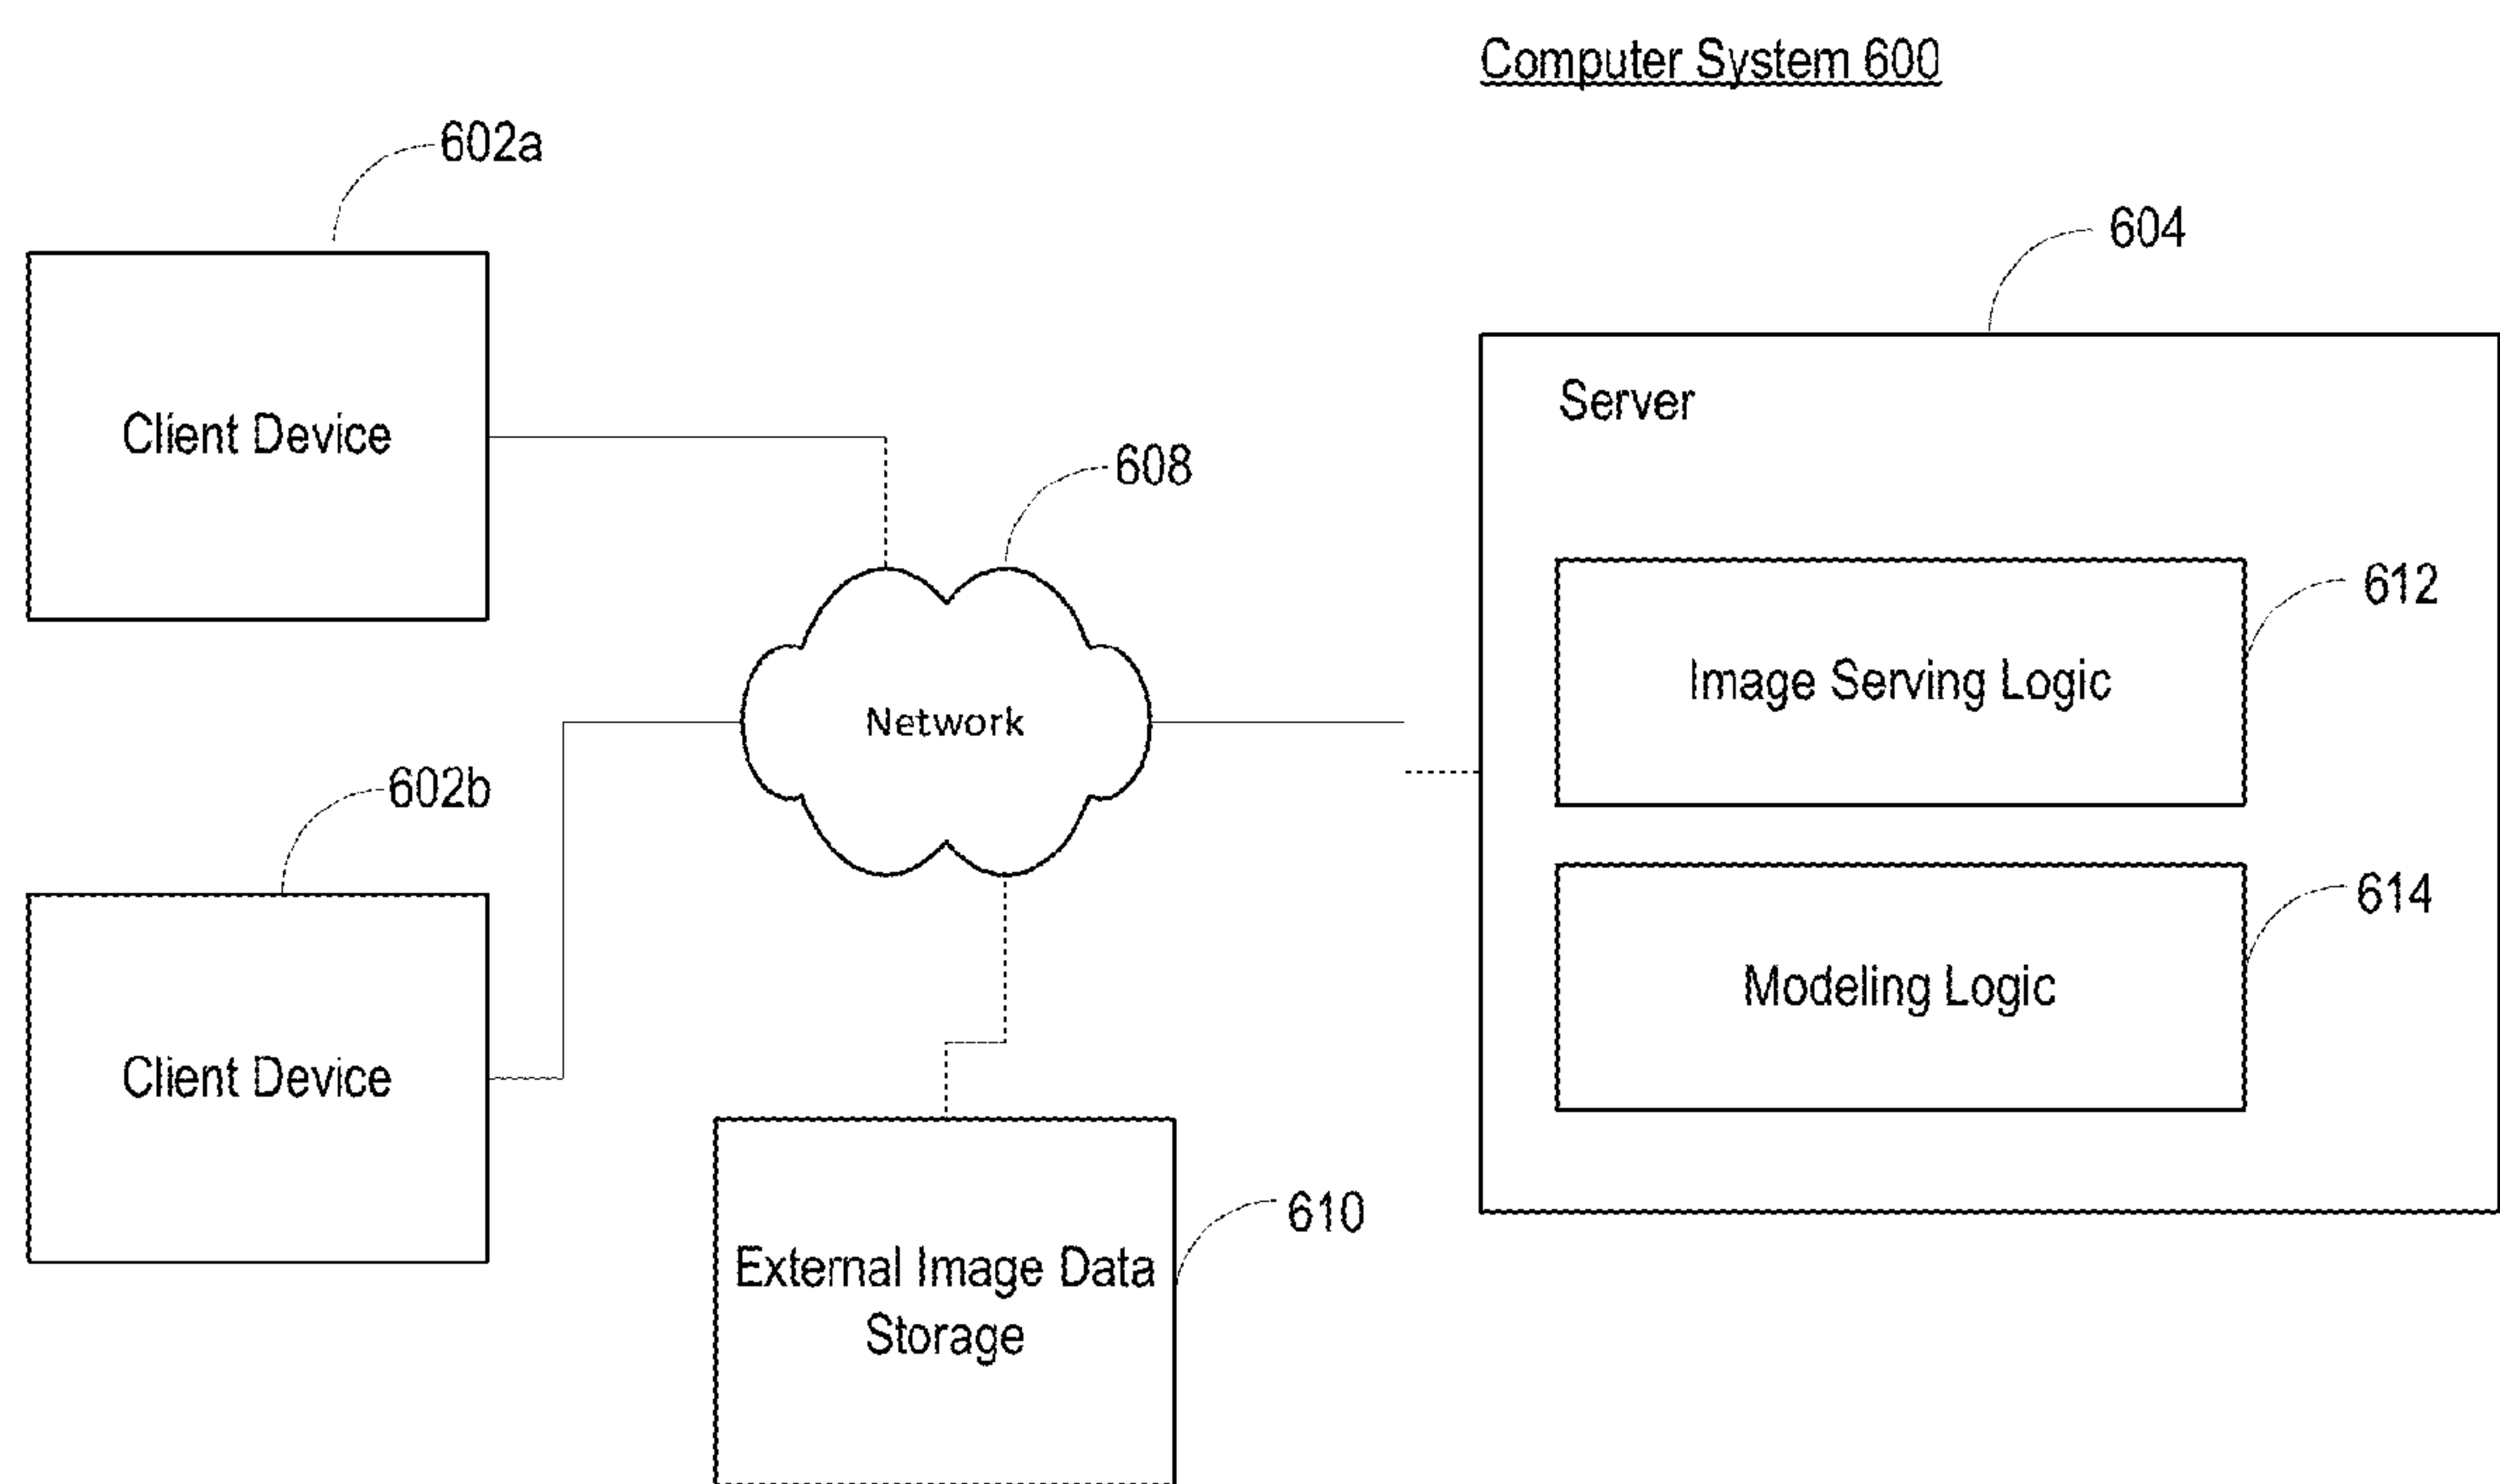 Computer System 600
602a
604
Client Device
Server
608
612
Image Serving Logic
Network
602b
614
Modeling Logic
Client Device
610
External Image Data
Storage